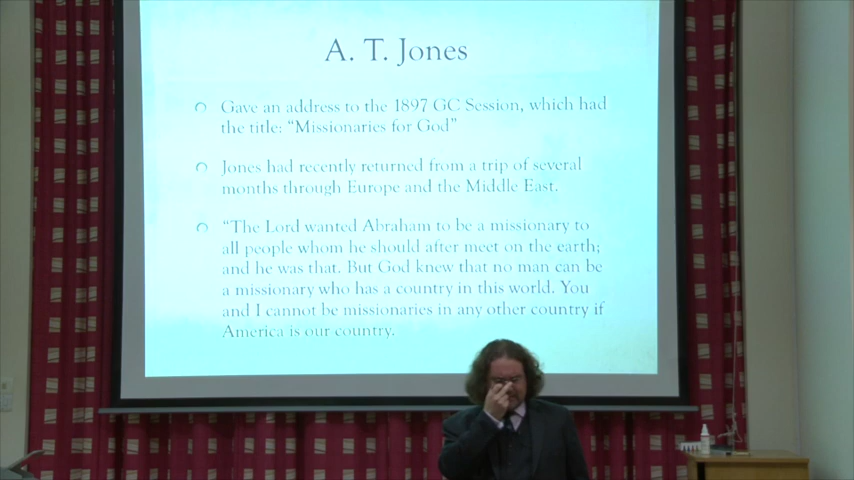 A. T. Jones
Gave an address to the 1897 GC Session, which had
the title: “Missionaries for God”
Jones had recently returned from a trip of several
months through Europe and the Middle East.
“The Lord wanted Abraham to be a missionary to
all people whom he should after meet on the earth;
and he was that. But God knew that no man can be
a missionary who has a country in this world. You
and I cannot be missionaries in any other country if
America is our country.